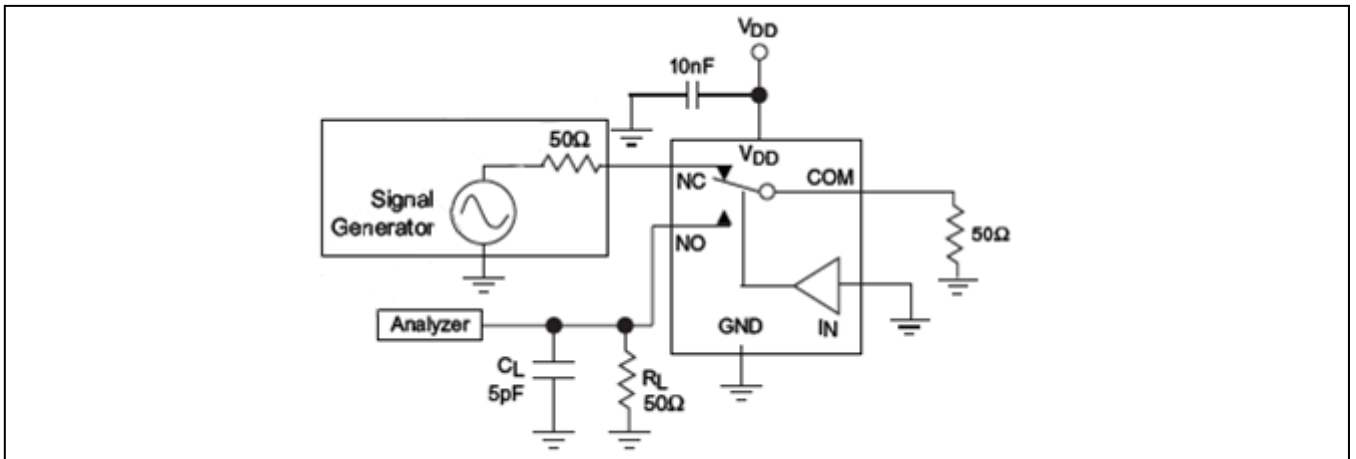 VDD
10nF
50Ω
VDD
NC
COM
Signal
Generator
50Ω
NO
Analyzer
GND
IN
CL
5pF
RL
50Ω